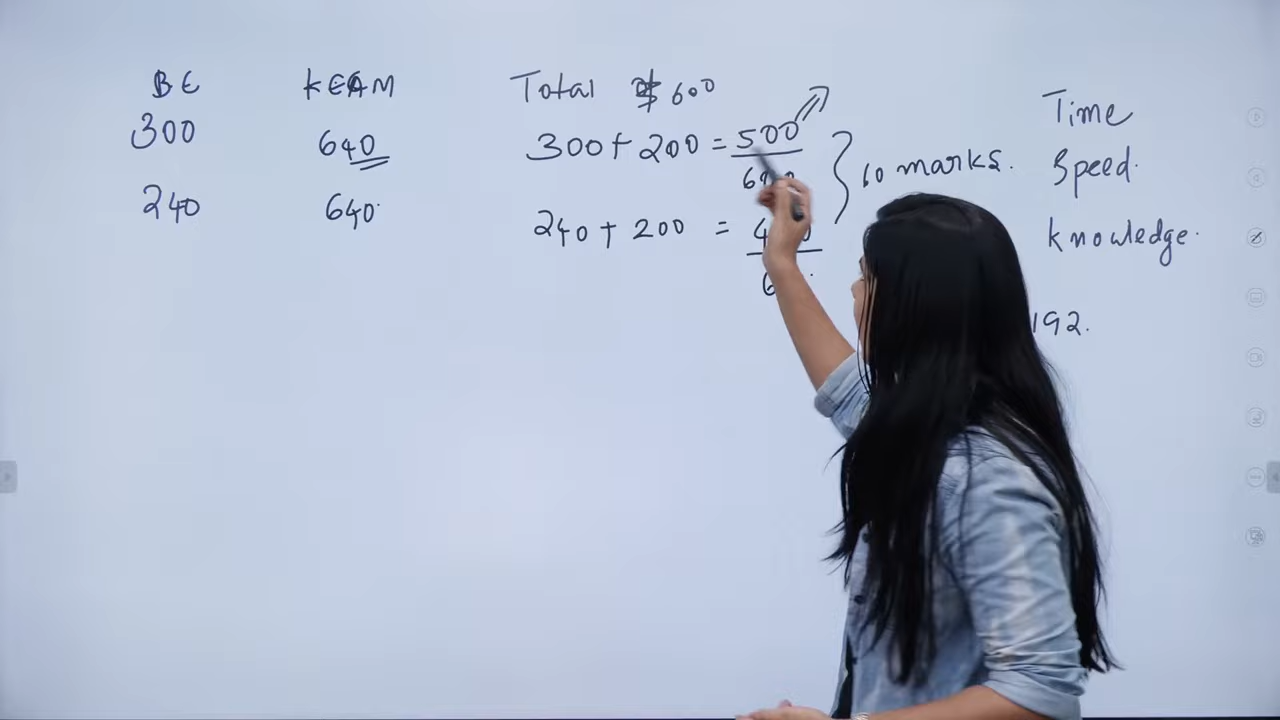 BE KEAM Total 600
300 640 300 + 200 = 500
240 640. 240 + 200 =
} 60 marks.
Time
Speed.
knowledge.
192.